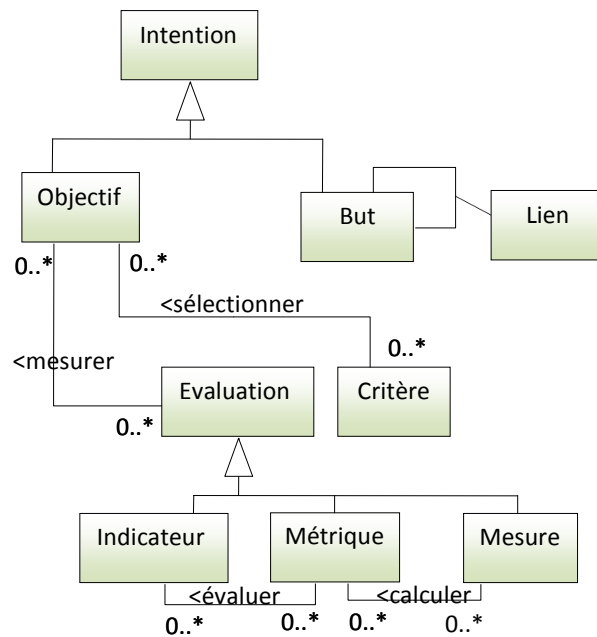 Intention
Objectif
But
Lien
0..*
0..*
<sélectionner
0..*
<mesurer
Evaluation
Critère
0..*
Indicateur
Métrique
Mesure
<évaluer
<calculer
0..*
0..*
0..*
0..*